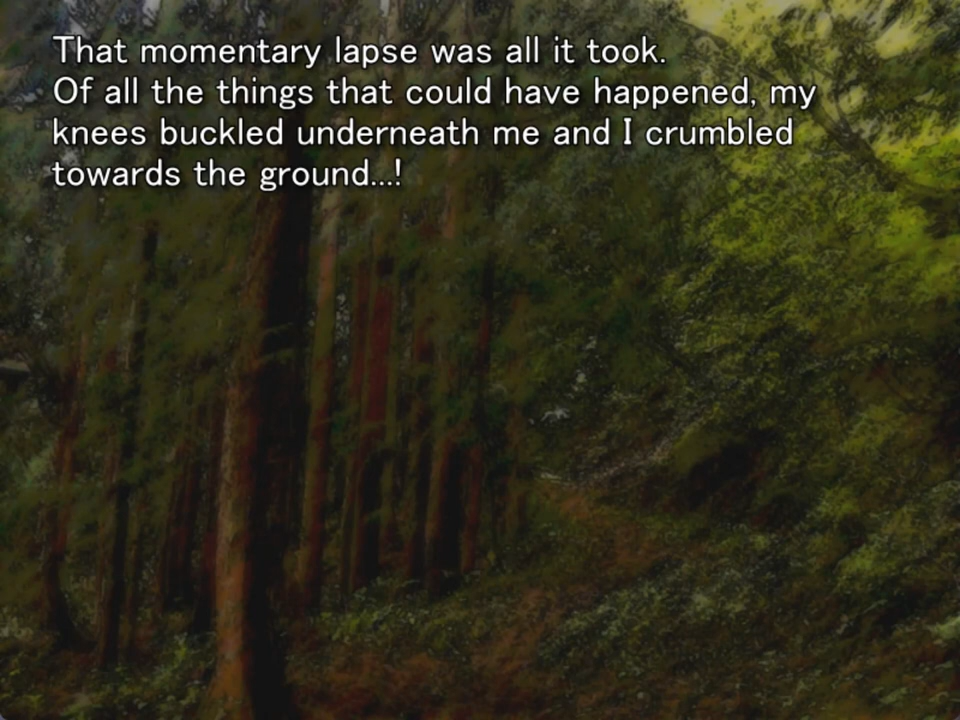 That momentary lapse was all it took.
Of all the things that could have happened, my
knees buckled underneath me and I crumbled
towards the ground...!